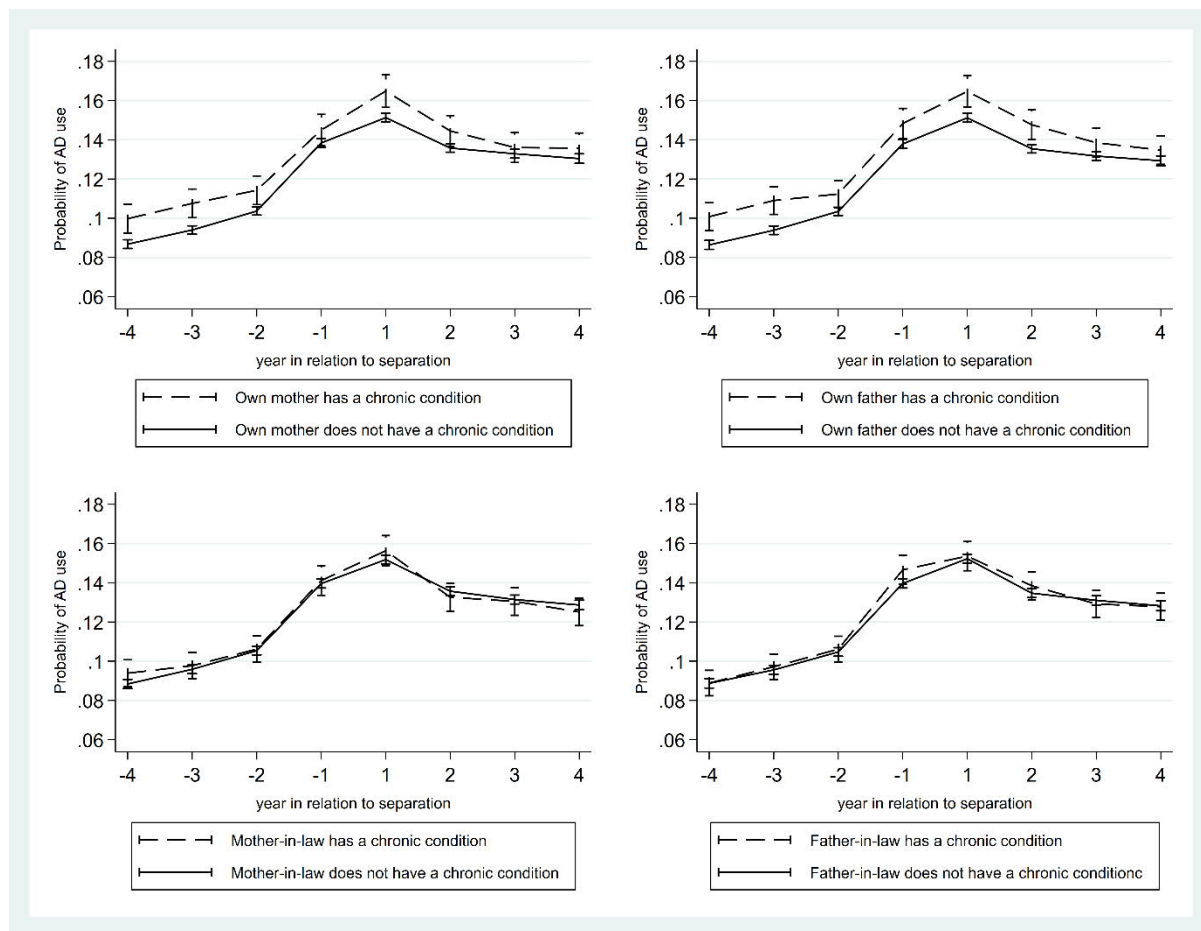 .18
.16
.14
.12
.1
.08
.06
Probability of AD use
-4 -3 -2 -1 1 2 3 4
year in relation to separation
Own mother has a chronic condition
Own mother does not have a chronic condition
.18
.16
.14
.12
.1
.08
.06
Probability of AD use
-4 -3 -2 -1 1 2 3 4
year in relation to separation
Own father has a chronic condition
Own father does not have a chronic condition
.18
.16
.14
.12
.1
.08
.06
Probability of AD use
-4 -3 -2 -1 1 2 3 4
year in relation to separation
Mother-in-law has a chronic condition
Mother-in-law does not have a chronic condition
.18
.16
.14
.12
.1
.08
.06
Probability of AD use
-4 -3 -2 -1 1 2 3 4
year in relation to separation
Father-in-law has a chronic condition
Father-in-law does not have a chronic conditionc